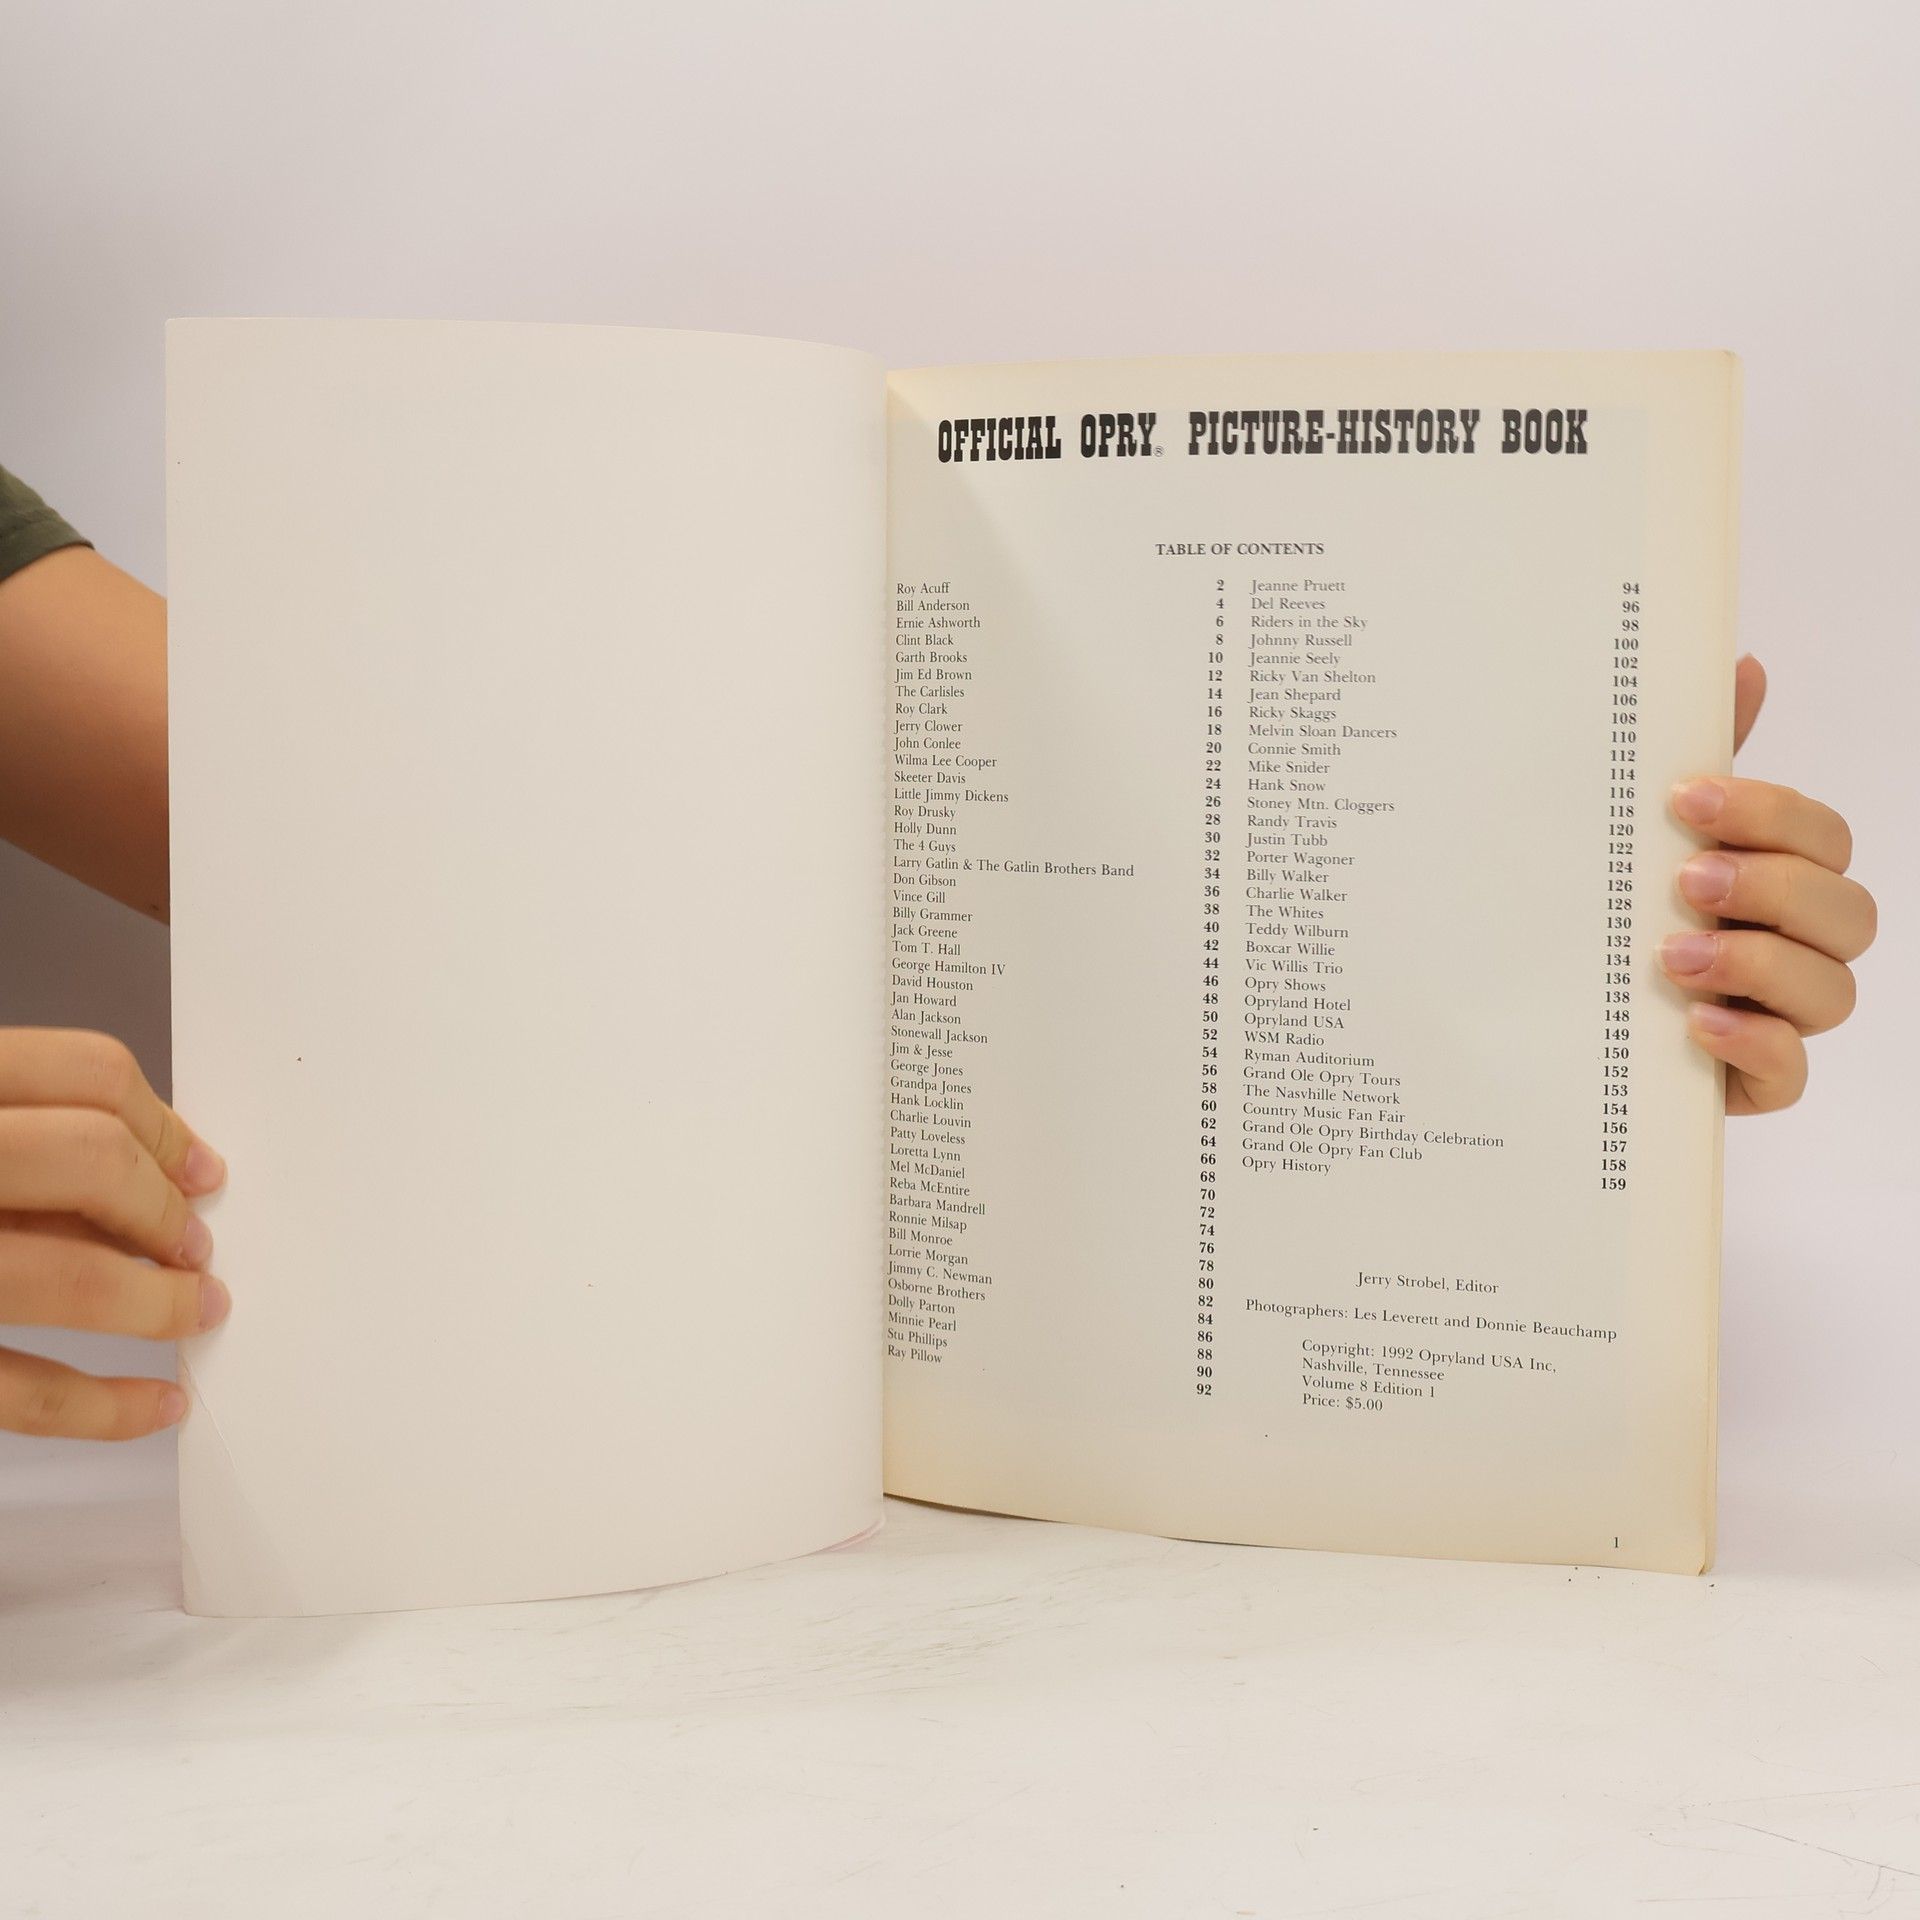 OFFICIAL OPRY® PICTURE-HISTORY BOOK
TABLE OF CONTENTS
Roy Acuff 2
Bill Anderson 4
Ernie Ashworth 6
Clint Black 8
Garth Brooks 10
Jim Ed Brown 12
The Carlisles 14
Roy Clark 16
Jerry Clower 18
John Conlee 20
Wilma Lee Cooper 22
Skeeter Davis 24
Little Jimmy Dickens 26
Roy Drusky 28
Holly Dunn 30
The 4 Guys 32
Larry Gatlin & The Gatlin Brothers Band 34
Don Gibson 36
Vince Gill 38
Billy Grammer 40
Jack Greene 42
Tom T. Hall 44
George Hamilton IV 46
David Houston 48
Jan Howard 50
Alan Jackson 52
Stonewall Jackson 54
Jim & Jesse 56
George Jones 58
Grandpa Jones 60
Hank Locklin 62
Charlie Louvin 64
Patty Loveless 66
Loretta Lynn 68
Mel McDaniel 70
Reba McEntire 72
Barbara Mandrell 74
Ronnie Milsap 76
Bill Monroe 78
Lorrie Morgan 80
Jimmy C. Newman 82
Osborne Brothers 84
Dolly Parton 86
Minnie Pearl 88
Stu Phillips 90
Ray Pillow 92
Jeanne Pruett 94
Del Reeves 96
Riders in the Sky 98
Johnny Russell 100
Jeannie Seely 102
Ricky Van Shelton 104
Jean Shepard 106
Ricky Skaggs 108
Melvin Sloan Dancers 110
Connie Smith 112
Mike Snider 114
Hank Snow 116
Stoney Mtn. Cloggers 118
Randy Travis 120
Justin Tubb 122
Porter Wagoner 124
Billy Walker 126
Charlie Walker 128
The Whites 130
Teddy Wilburn 132
Boxcar Willie 134
Vic Willis Trio 136
Opry Shows 138
Opryland Hotel 148
Opryland USA 149
WSM Radio 150
Ryman Auditorium 152
Grand Ole Opry Tours 153
The Nasvhille Network 154
Country Music Fan Fair 156
Grand Ole Opry Birthday Celebration 157
Grand Ole Opry Fan Club 158
Opry History 159
Jerry Strobel, Editor
Photographers: Les Leverett and Donnie Beauchamp
Copyright: 1992 Opryland USA Inc,
Nashville, Tennessee
Volume 8 Edition 1
Price: $5.00
1